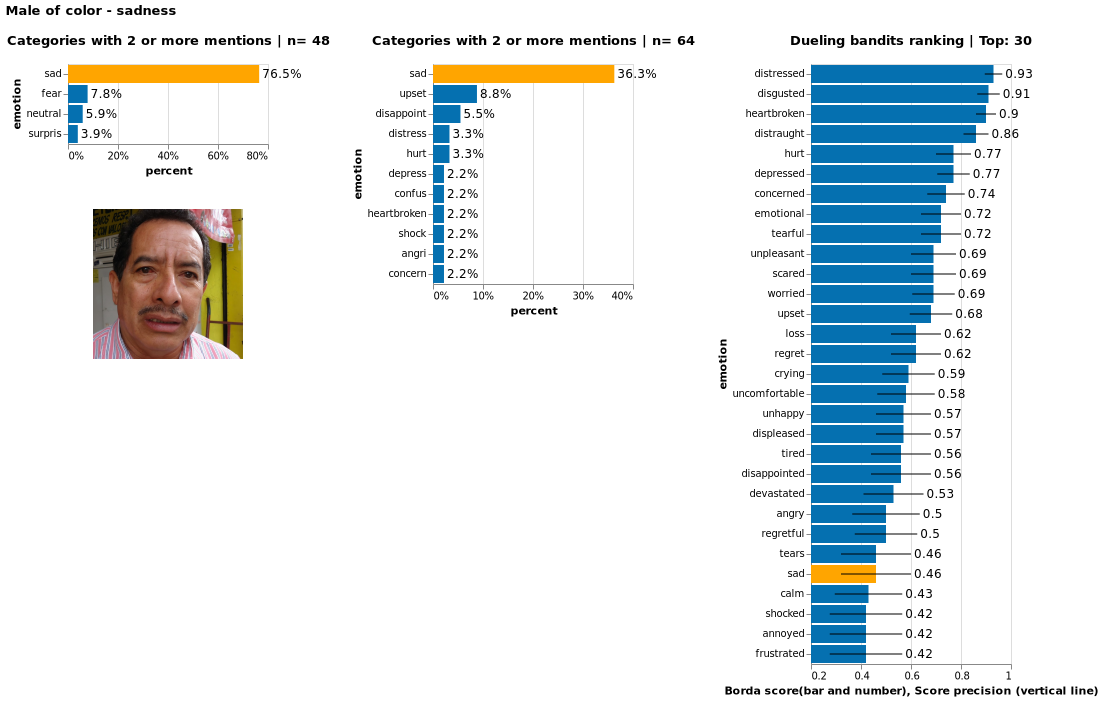 Male of color - sadness
Categories with 2 or more mentions | n= 48
emotion
sad 76.5%
fear 7.8%
neutral 5.9%
surpris 3.9%
0% 20% 40% 60% 80%
percent
Categories with 2 or more mentions | n= 64
emotion
sad 36.3%
upset 8.8%
disappoint 5.5%
distress 3.3%
hurt 3.3%
depress 2.2%
confus 2.2%
heartbroken 2.2%
shock 2.2%
angri 2.2%
concern 2.2%
0% 10% 20% 30% 40%
percent
Dueling bandits ranking | Top: 30
emotion
distressed 0.93
disgusted 0.91
heartbroken 0.9
distraught 0.86
hurt 0.77
depressed 0.77
concerned 0.74
emotional 0.72
tearful 0.72
unpleasant 0.69
scared 0.69
worried 0.69
upset 0.68
loss 0.62
regret 0.62
crying 0.59
uncomfortable 0.58
unhappy 0.57
displeased 0.57
tired 0.56
disappointed 0.56
devastated 0.53
angry 0.5
regretful 0.5
tears 0.46
sad 0.46
calm 0.43
shocked 0.42
annoyed 0.42
frustrated 0.42
0.2 0.4 0.6 0.8 1
Borda score(bar and number), Score precision (vertical line)